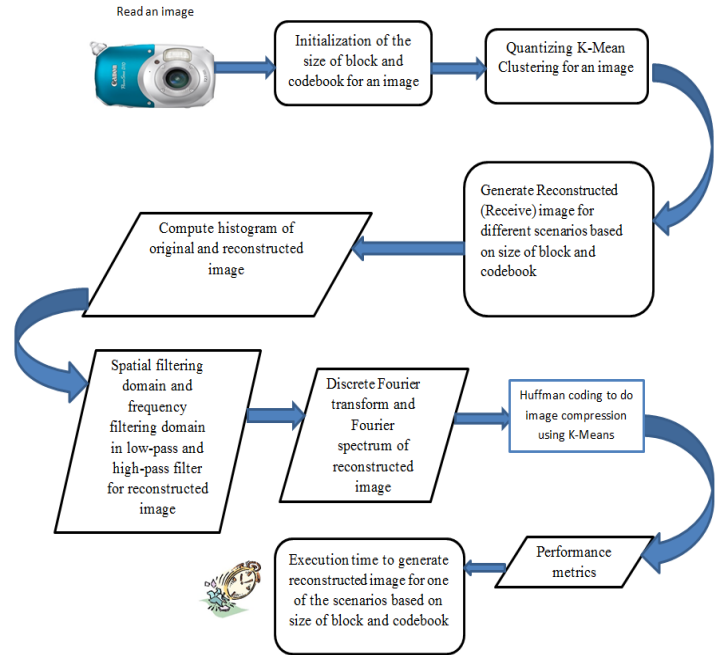 Read an image
Canon
Initialization of the
size of block and
codebook for an image
Quantizing K-Mean
Clustering for an image
Generate Reconstructed
(Receive) image for
different scenarios based
on size of block and
codebook
Compute histogram of
original and reconstructed
image
Spatial filtering
domain and
frequency
filtering domain
in low-pass and
high-pass filter
for reconstructed
image
Discrete Fourier
transform and
Fourier
spectrum of
reconstructed
image
Huffman coding to do
image compression
using K-Means
Performance
metrics
Execution time to generate
reconstructed image for one
of the scenarios based on
size of block and codebook